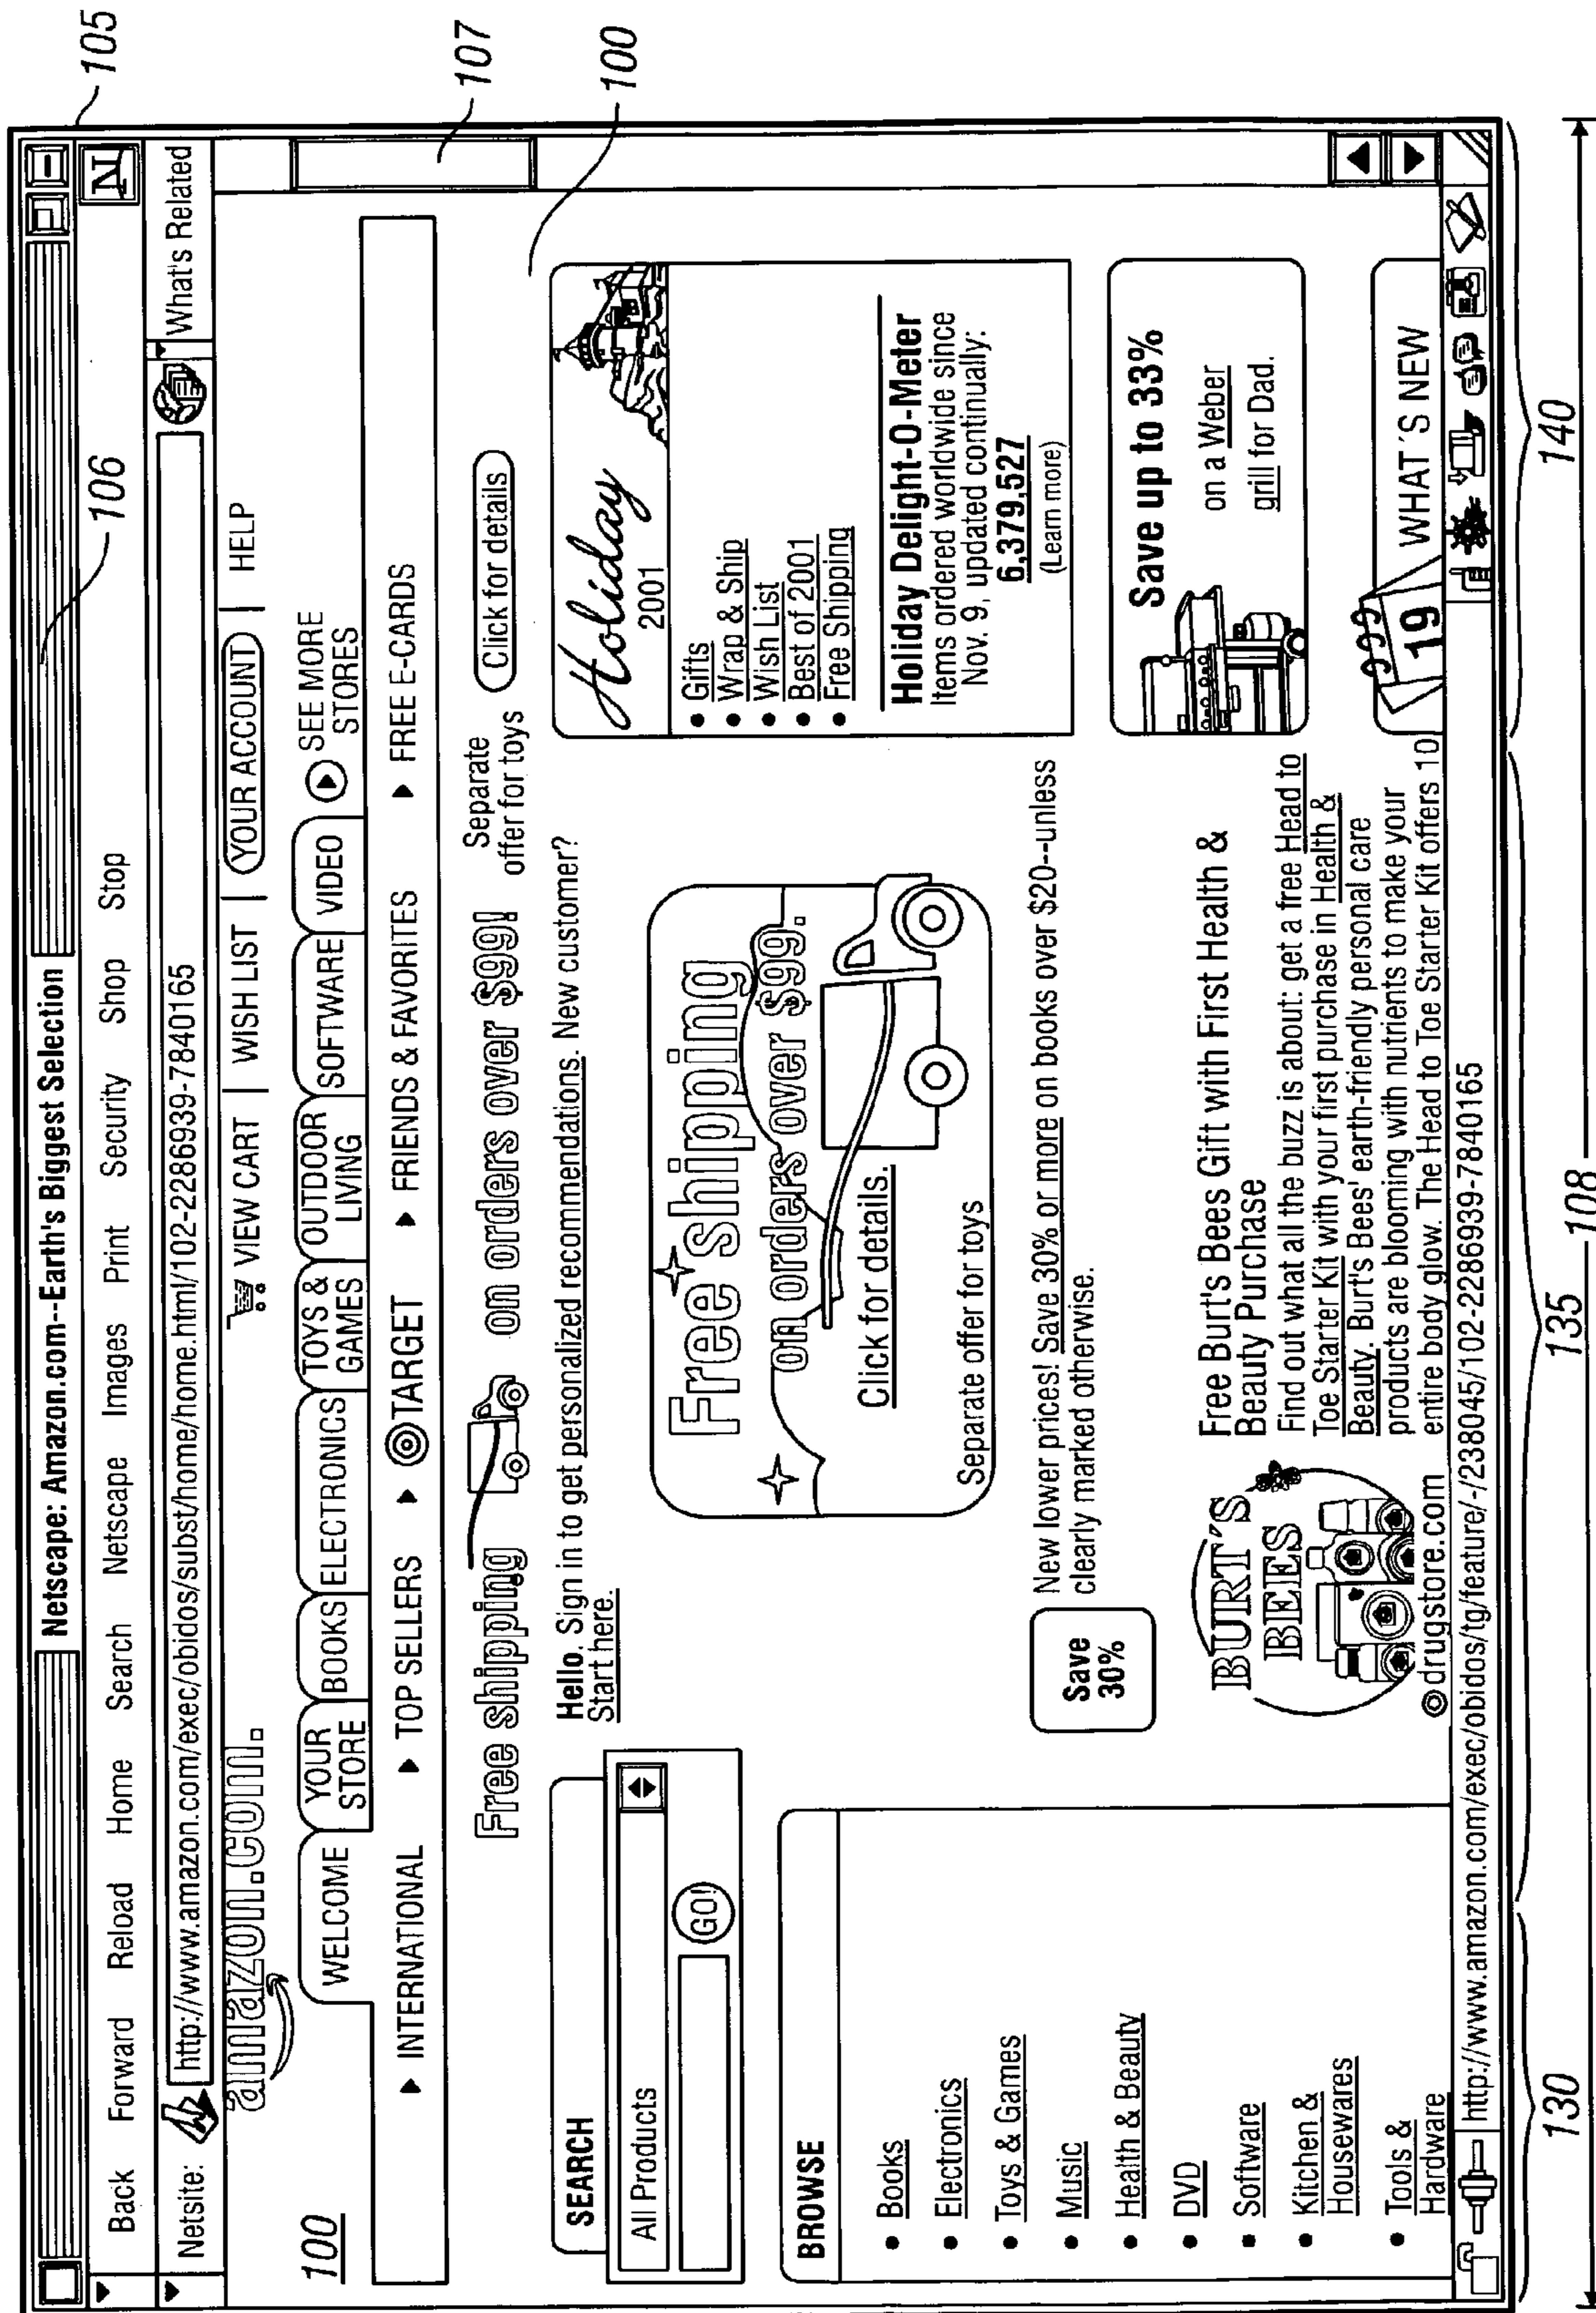 105
Netscape: Amazon.com--Earth's Biggest Selection
106
Back Forward Reload Home Search Netscape Images Print Security Shop Stop
N
Netsite: http://www.amazon.com/exec/obidos/subst/home/home.html/102-2286939-7840165
What's Related
amazon.com.
VIEW CART | WISH LIST | YOUR ACCOUNT | HELP
100
WELCOME
YOUR
STORE
BOOKS
ELECTRONICS
TOYS &
GAMES
OUTDOOR
LIVING
SOFTWARE
VIDEO
SEE MORE
STORES
107
INTERNATIONAL TOP SELLERS TARGET FRIENDS & FAVORITES FREE E-CARDS
Free shipping on orders over $99!
Separate
offer for toys
Click for details
100
SEARCH
All Products
GO!
BROWSE
• Books
• Electronics
• Toys & Games
• Music
• Health & Beauty
• DVD
• Software
• Kitchen &
Housewares
• Tools &
Hardware
Hello. Sign in to get personalized recommendations. New customer?
Start here.
Free shipping
on orders over $99.
Click for details.
Separate offer for toys
Save
30%
New lower prices! Save 30% or more on books over $20--unless
clearly marked otherwise.
BURT'S
BEES
drugstore.com
Free Burt's Bees Gift with First Health &
Beauty Purchase
Find out what all the buzz is about: get a free Head to
Toe Starter Kit with your first purchase in Health &
Beauty. Burt's Bees' earth-friendly personal care
products are blooming with nutrients to make your
entire body glow. The Head to Toe Starter Kit offers 10
Holiday
2001
• Gifts
• Wrap & Ship
• Wish List
• Best of 2001
• Free Shipping
Holiday Delight-O-Meter
Items ordered worldwide since
Nov. 9, updated continually:
6,379,527
(Learn more)
Save up to 33%
on a Weber
grill for Dad.
19
WHAT'S NEW
http://www.amazon.com/exec/obidos/tg/feature/-/238045/102-2286939-7840165
130
135
140
108